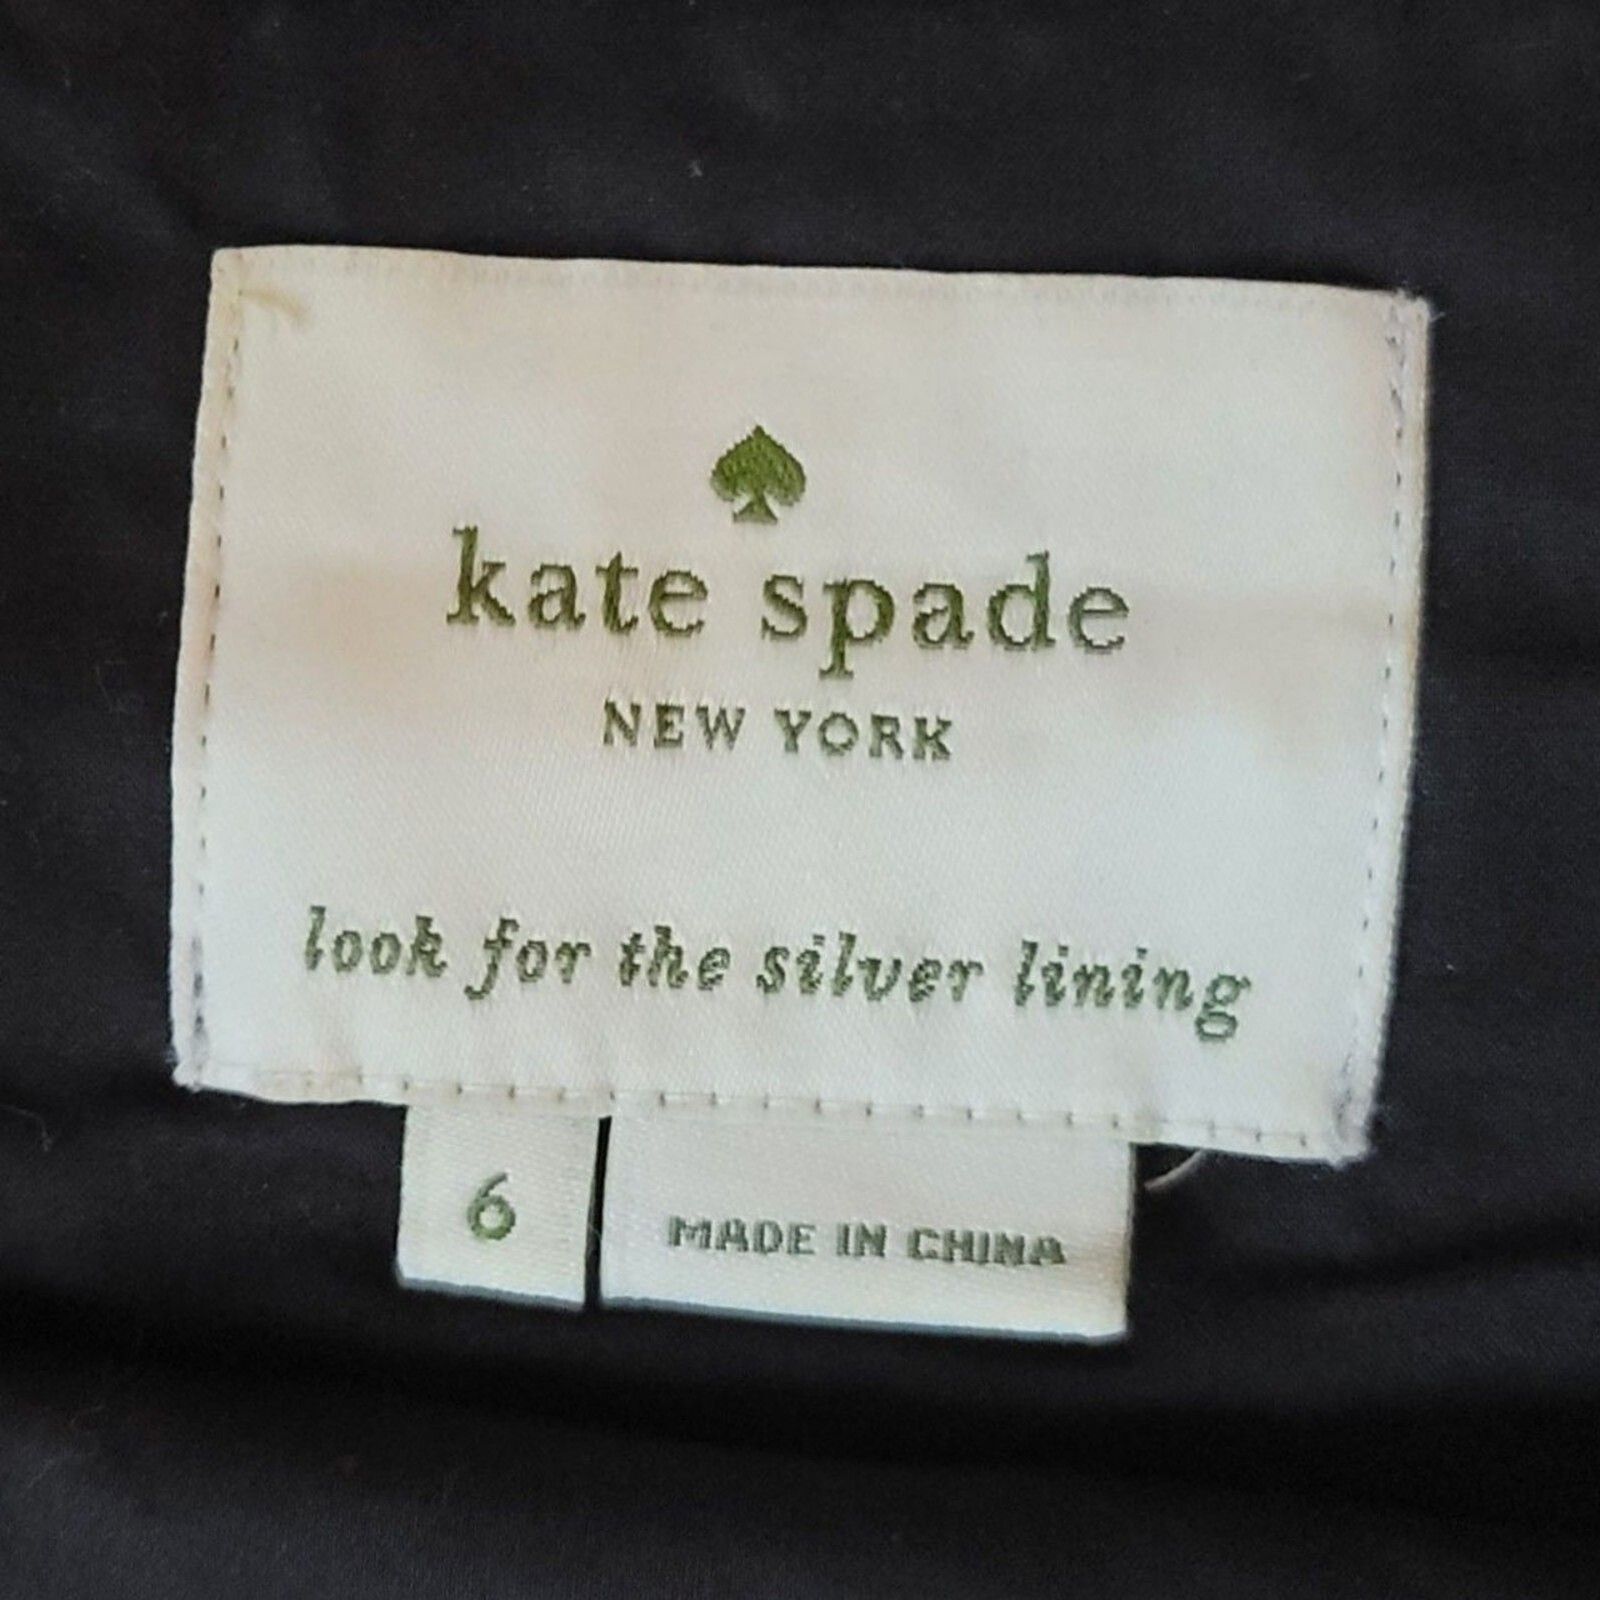 kate spade
NEW YORK
look for the silver lining
6
MADE IN CHINA